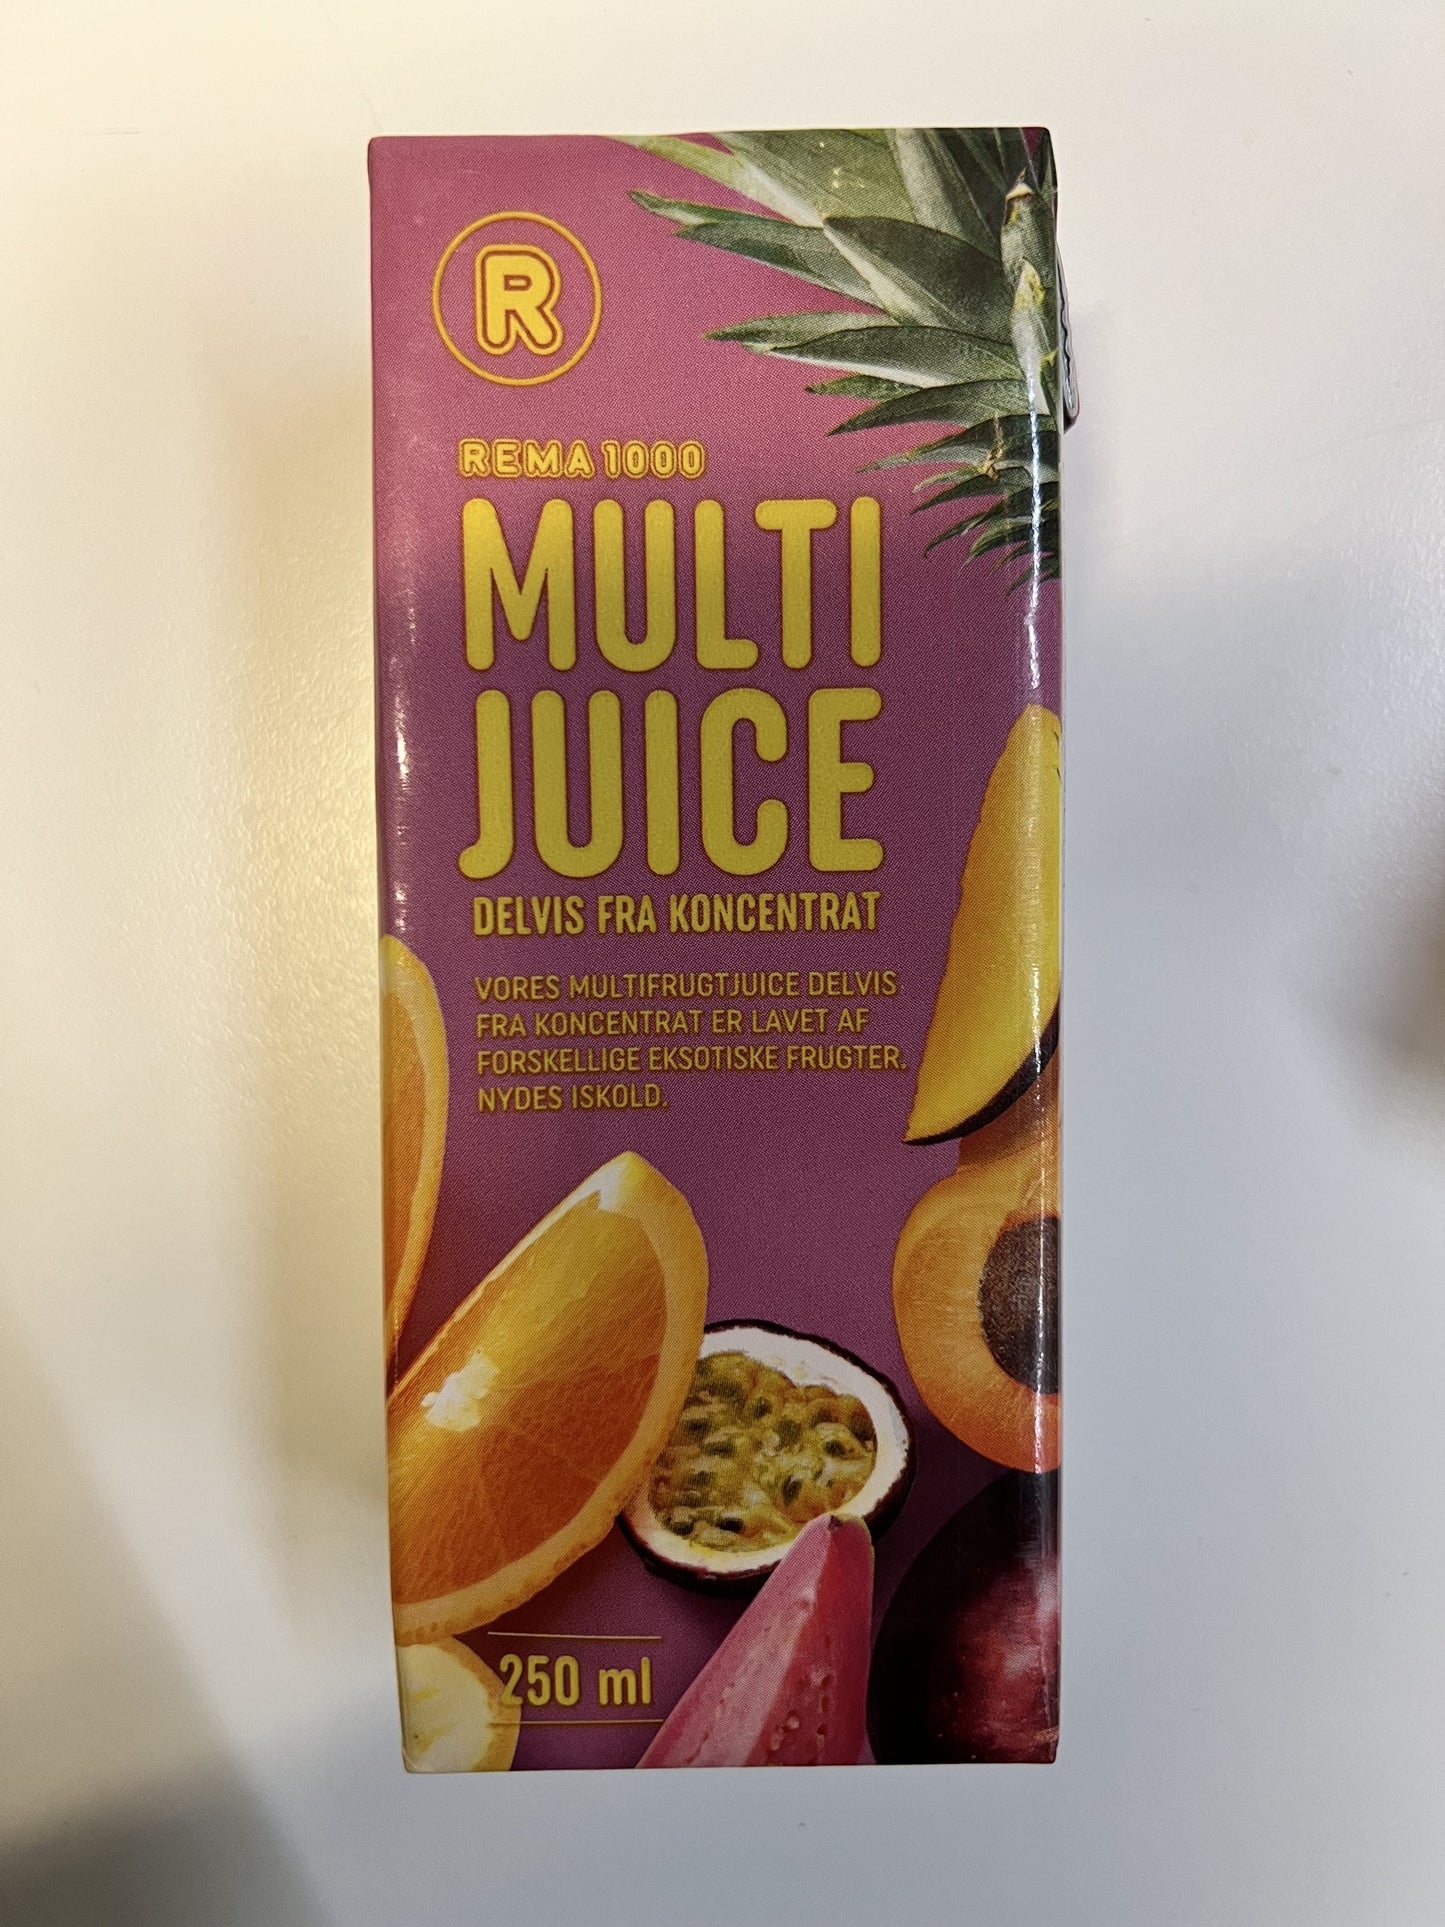 R
REMA 1000
MULTI
JUICE
DELVIS FRA KONCENTRAT
VORES MULTIFRUGTJUICE DELVIS
FRA KONCENTRAT ER LAVET AF
FORSKELLIGE EKSOTISKE FRUGTER.
NYDES ISKOLD.
250 ml